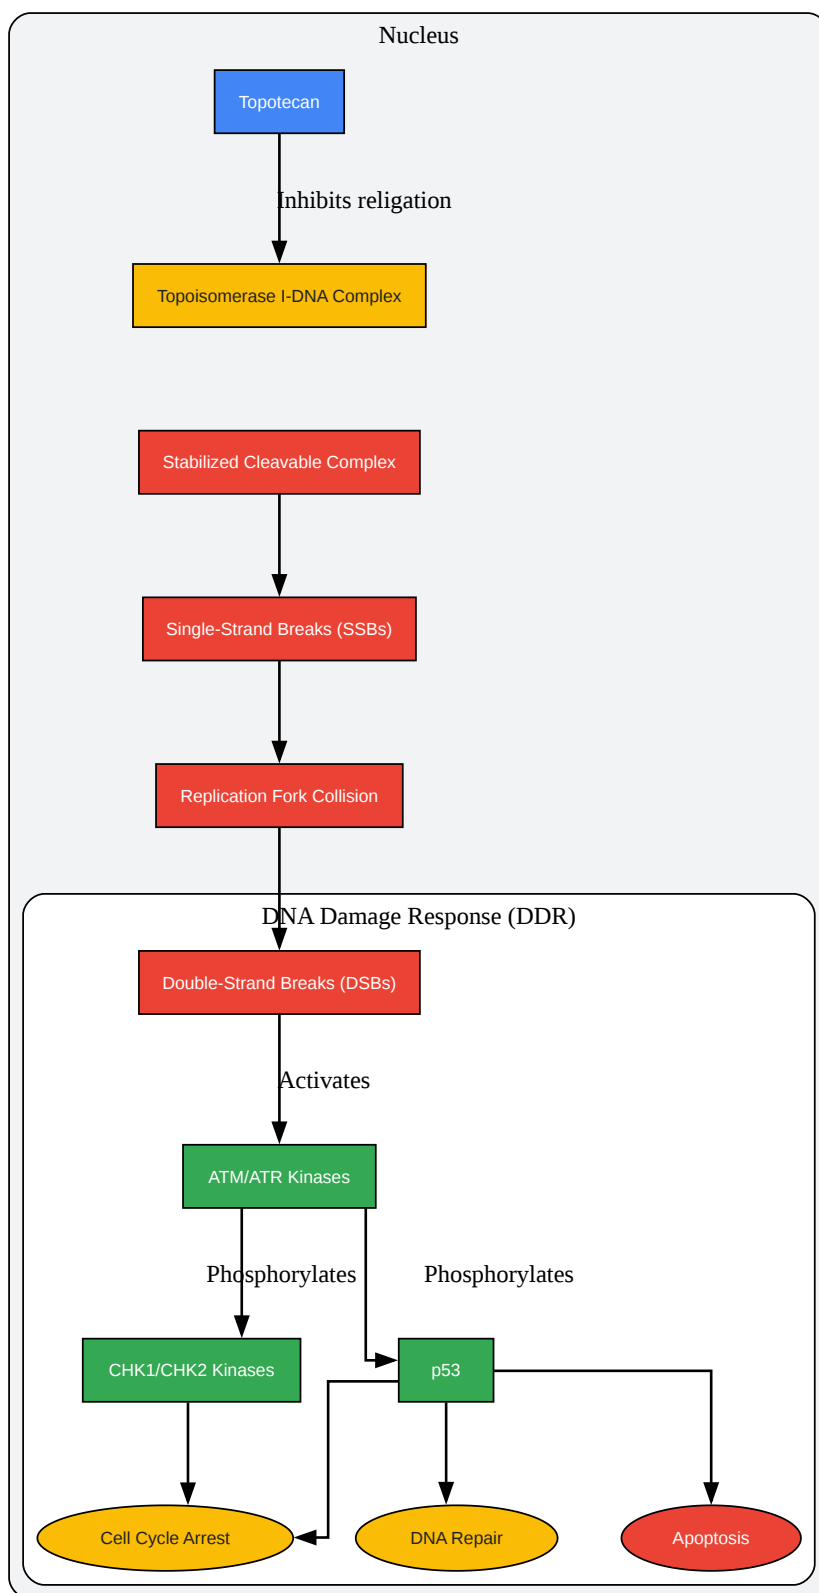 Nucleus
Topotecan
Inhibits religation
Topoisomerase I-DNA Complex
Stabilized Cleavable Complex
Single-Strand Breaks (SSBs)
Replication Fork Collision
DNA Damage Response (DDR)
Double-Strand Breaks (DSBs)
Activates
ATM/ATR Kinases
Phosphorylates
Phosphorylates
CHK1/CHK2 Kinases
p53
Cell Cycle Arrest
DNA Repair
Apoptosis